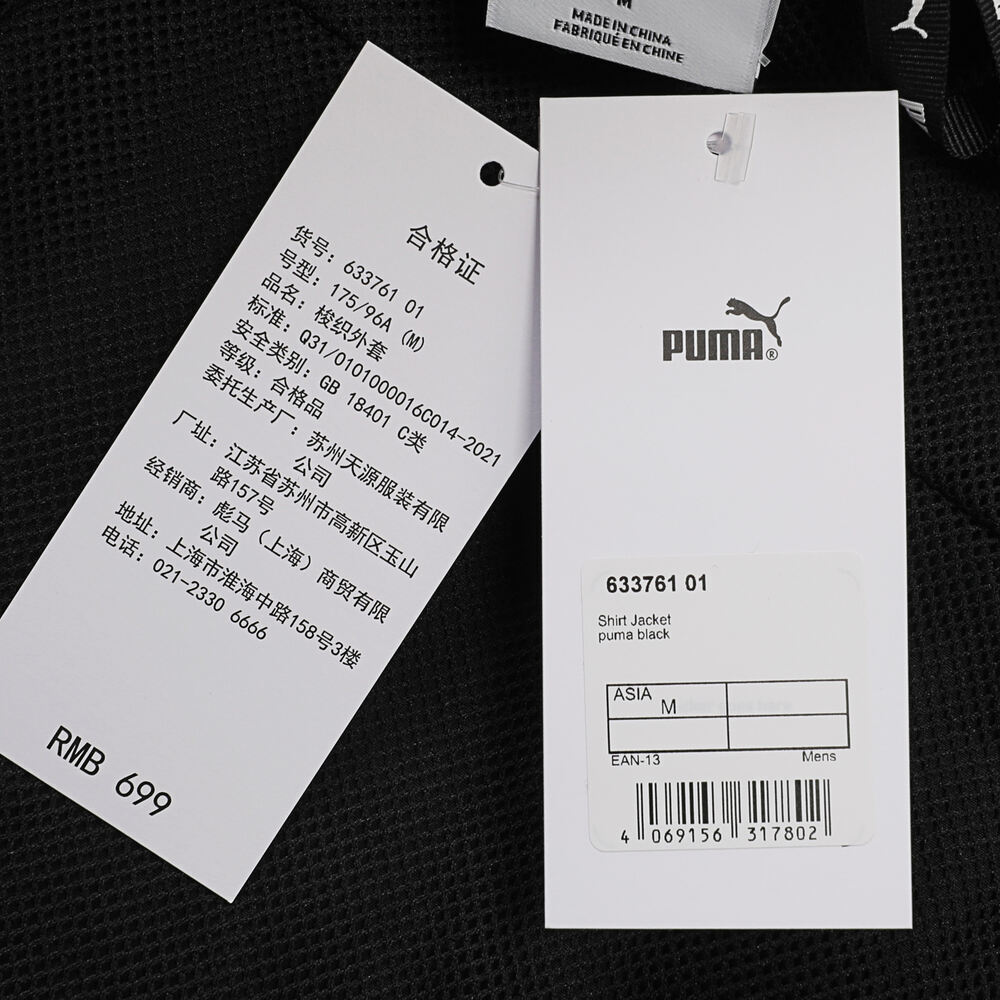 M
MADE IN CHINA
FABRIQUÉ EN CHINE
合格证
货号: 633761 01
号型: 175/96A (M)
品名: 梭织外套
标准: Q31/0101000016C014-2021
安全类别: GB 18401 C类
等级: 合格品
委托生产厂: 苏州天源服装有限
公司
厂址: 江苏省苏州市高新区玉山
路157号
经销商: 彪马（上海）商贸有限
公司
地址: 上海市淮海中路158号3楼
电话: 021-2330 6666
RMB 699
PUMA®
633761 01
Shirt Jacket
puma black
ASIA
M
EAN-13 Mens
4 069156 317802